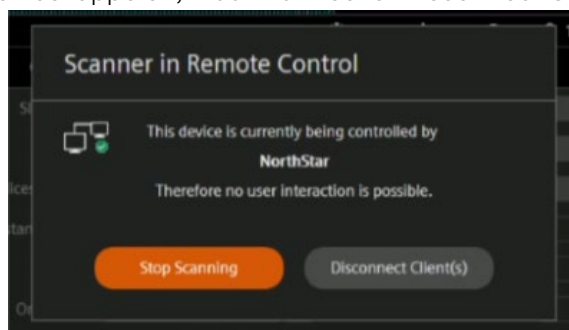 Scanner in Remote Control
This device is currently being controlled by
NorthStar
Therefore no user interaction is possible.
Stop Scanning
Disconnect Client(s)